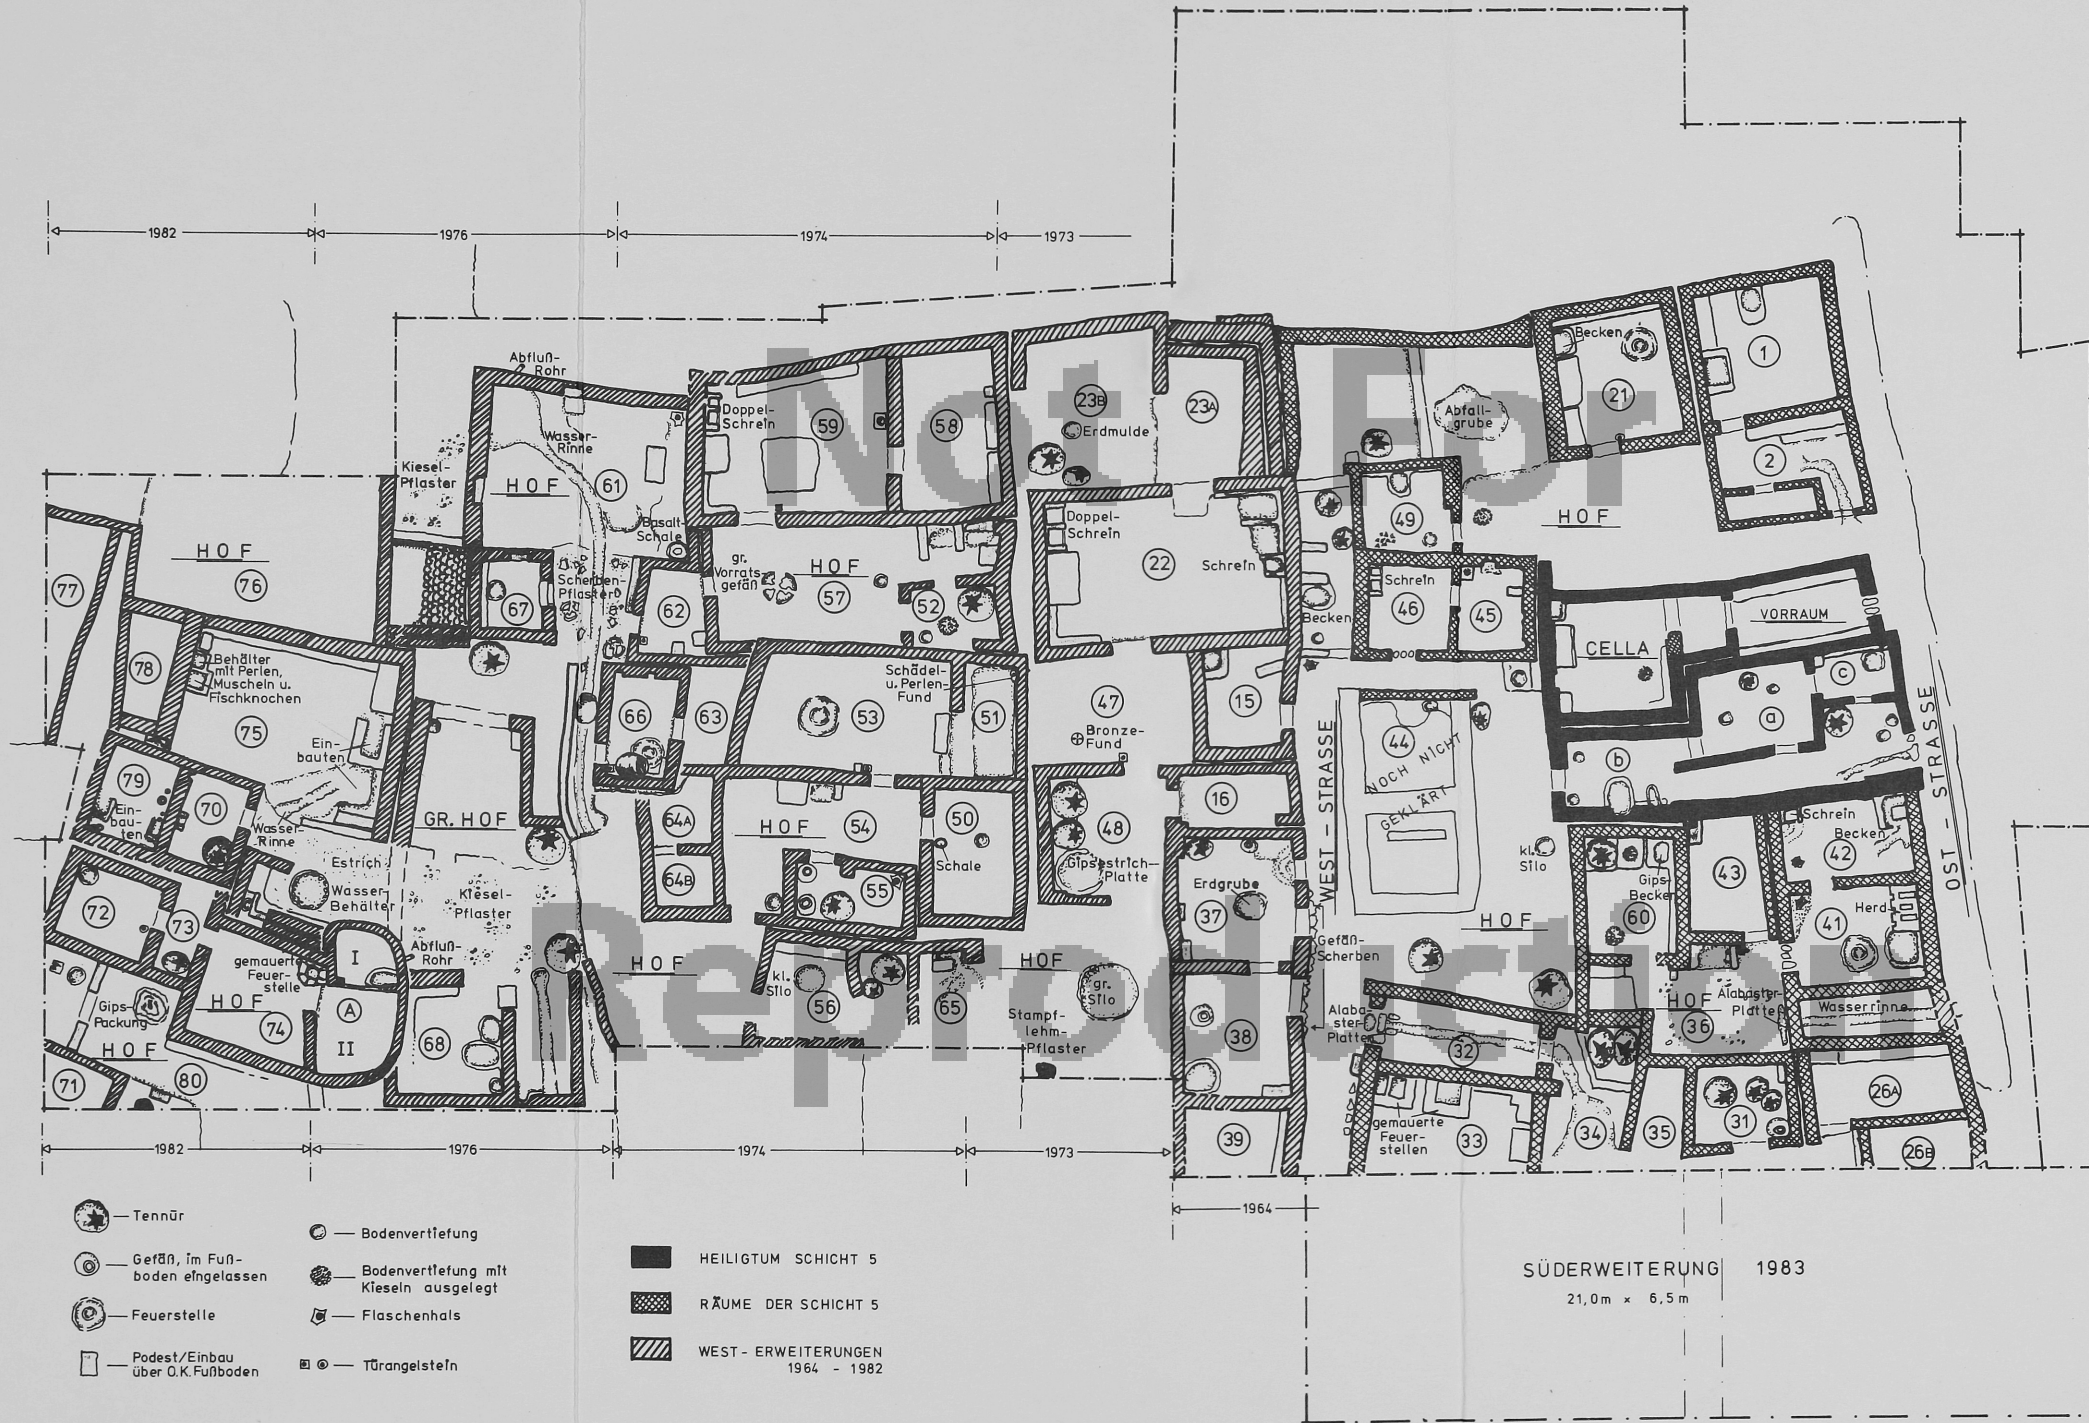 1982
1976
1974
1973
Abfluß-
Rohr
Wasser-
Rinne
Kiesel-
Pflaster
HOF
61
Basalt-
Schale
Doppel-
Schrein
59
58
23B
23A
Erdmulde
Abfall-
grube
Becken
21
1
2
HOF
49
Doppel-
Schrein
22
Schrein
HOF
76
77
67
Scherben-
Pflaster
62
gr.
Vorrats-
gefäß
HOF
57
52
Becken
Schrein
46
45
VORRAUM
CELLA
c
a
b
78
Behälter
mit Perlen,
Muscheln u.
Fischknochen
75
Ein-
bauten
66
63
53
Schädel-
u. Perlen-
Fund
51
47
Bronze-
Fund
15
44
NOCH NICHT
GEKLÄRT
WEST-STRASSE
OST-STRASSE
79
Ein-
bau-
ten
70
Wasser-
Rinne
GR. HOF
64A
64B
HOF
54
50
Schale
55
48
Gipsestrich-
Platte
16
kl.
Silo
Schrein
Becken
42
43
Gips-
Becken
60
Herd
41
72
73
Estrich
Wasser-
Behälter
Kiesel-
Pflaster
Abfluß-
Rohr
Erdgrube
37
Gefäß-
Scherben
HOF
gemauerte
Feuer-
stelle
I
A
II
HOF
74
Gips-
Packung
HOF
71
80
68
HOF
kl.
Silo
56
65
HOF
gr.
Silo
Stampf-
lehm-
Pflaster
38
39
Alaba-
ster-
Platten
32
gemauerte
Feuer-
stellen
33
34
35
HOF
36
Alabaster-
Platte
Wasserrinne
31
26A
26B
1982
1976
1974
1973
1964
Tennūr
Gefäß, im Fuß-
boden eingelassen
Feuerstelle
Podest/Einbau
über O.K. Fußboden
Bodenvertiefung
Bodenvertiefung mit
Kieseln ausgelegt
Flaschenhals
Türangelstein
HEILIGTUM SCHICHT 5
RÄUME DER SCHICHT 5
WEST-ERWEITERUNGEN
1964 - 1982
SÜDERWEITERUNG 1983
21,0m x 6,5m
Not For
Reproduction